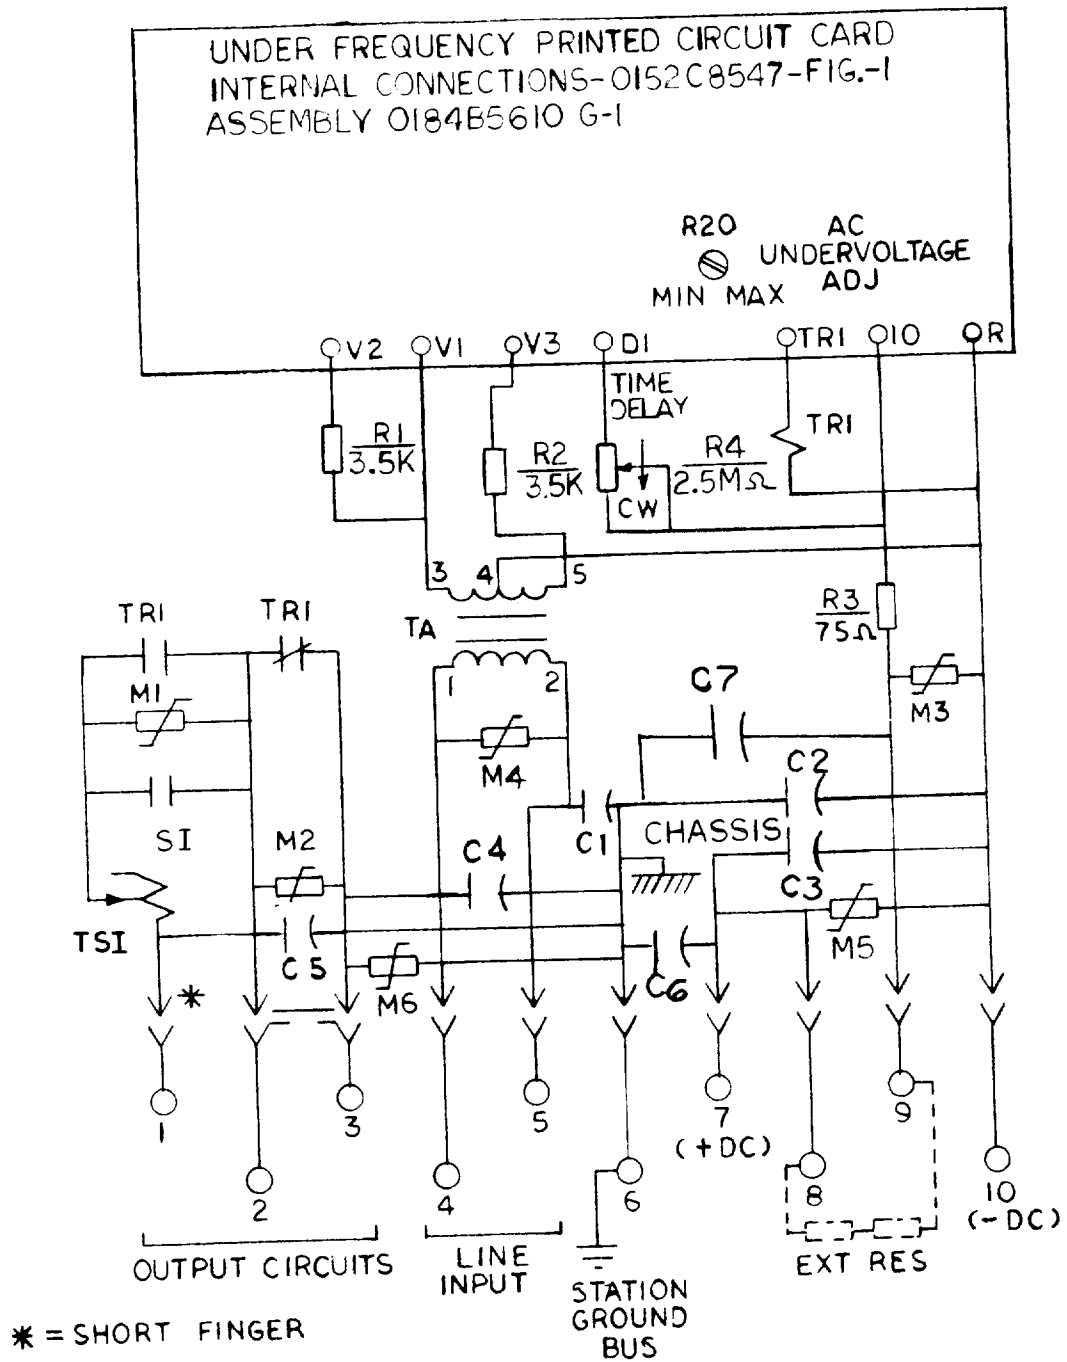 UNDER FREQUENCY PRINTED CIRCUIT CARD
INTERNAL CONNECTIONS-0152C8547-FIG.-1
ASSEMBLY 0184B5610 G-1
R20
AC
UNDERVOLTAGE
ADJ
MIN MAX
V2
V1
V3
D1
TR1
10
R
TIME
DELAY
R1
3.5K
R2
3.5K
CW
R4
2.5MΩ
TR1
3
4
5
TR1
TR1
TA
R3
75Ω
M1
1
2
C7
M3
M4
C2
SI
M2
C4
C1
CHASSIS
C3
TSI
C5
M6
C6
M5
*
1
2
3
4
5
6
7
(+DC)
8
9
10
(-DC)
OUTPUT CIRCUITS
LINE
INPUT
STATION
GROUND
BUS
EXT RES
* = SHORT FINGER